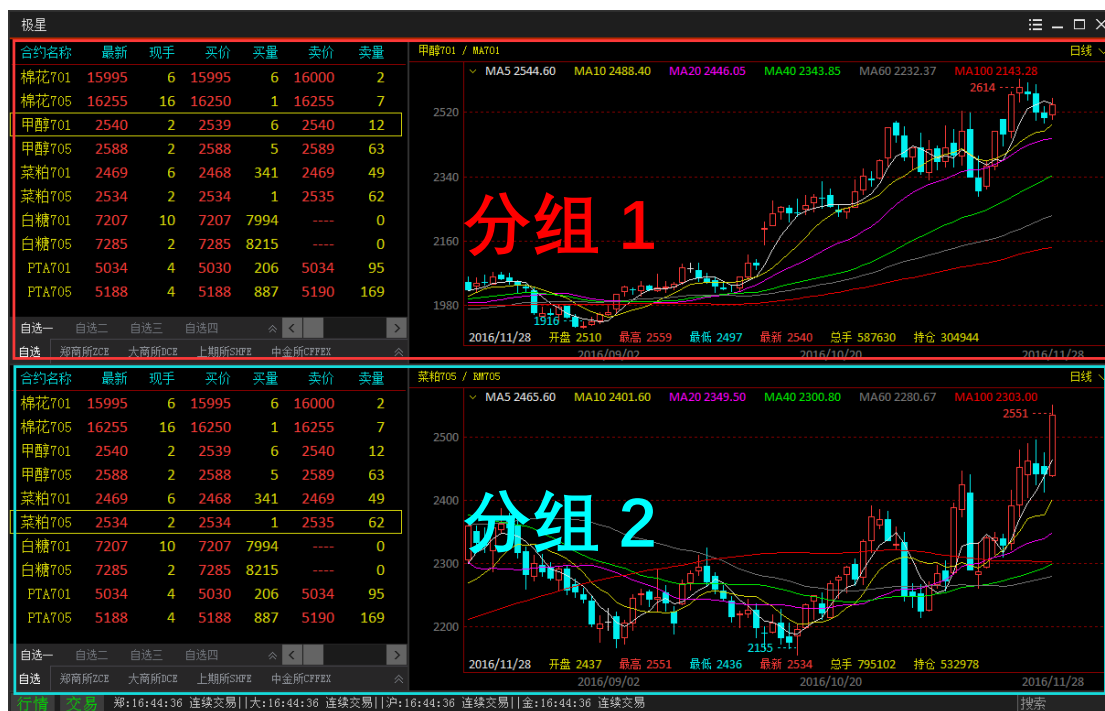 极星
合约名称 最新 现手 买价 买量 卖价 卖量
棉花701 15995 6 15995 6 16000 2
棉花705 16255 16 16250 1 16255 7
甲醇701 2540 2 2539 6 2540 12
甲醇705 2588 2 2588 5 2589 63
菜粕701 2469 6 2468 341 2469 49
菜粕705 2534 2 2534 1 2535 62
白糖701 7207 10 7207 7994 ---- 0
白糖705 7285 2 7285 8215 ---- 0
PTA701 5034 4 5030 206 5034 95
PTA705 5188 4 5188 887 5190 169
自选一 自选二 自选三 自选四
自选 郑商所ZCE 大商所DCE 上期所SHFE 中金所CFFEX
甲醇701 / MA701 日线
MA5 2544.60 MA10 2488.40 MA20 2446.05 MA40 2343.85 MA60 2232.37 MA100 2143.28
2614
2520
2340
分组 1
2160
1980
1916
2016/11/28 开盘 2510 最高 2559 最低 2497 最新 2540 总手 587630 持仓 304944
2016/09/02 2016/10/20 2016/11/28
合约名称 最新 现手 买价 买量 卖价 卖量
棉花701 15995 6 15995 6 16000 2
棉花705 16255 16 16250 1 16255 7
甲醇701 2540 2 2539 6 2540 12
甲醇705 2588 2 2588 5 2589 63
菜粕701 2469 6 2468 341 2469 49
菜粕705 2534 2 2534 1 2535 62
白糖701 7207 10 7207 7994 ---- 0
白糖705 7285 2 7285 8215 ---- 0
PTA701 5034 4 5030 206 5034 95
PTA705 5188 4 5188 887 5190 169
自选一 自选二 自选三 自选四
自选 郑商所ZCE 大商所DCE 上期所SHFE 中金所CFFEX
菜粕705 / RM705 日线
MA5 2465.60 MA10 2401.60 MA20 2349.50 MA40 2300.80 MA60 2280.67 MA100 2303.00
2551
2500
2400
分组 2
2300
2200
2155
2016/11/28 开盘 2437 最高 2551 最低 2436 最新 2534 总手 795102 持仓 532978
2016/09/02 2016/10/20 2016/11/28
行情 交易 郑:16:44:36 连续交易||大:16:44:36 连续交易||沪:16:44:36 连续交易||金:16:44:36 连续交易 搜索